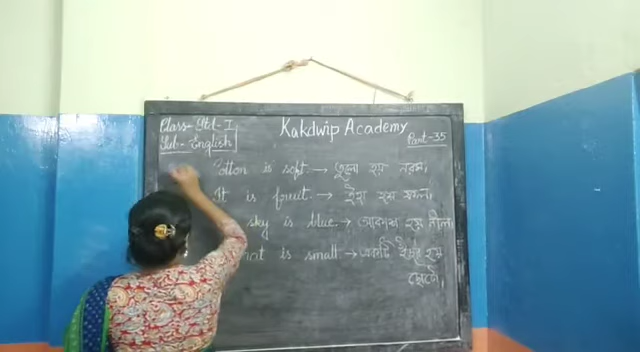 Class- Std- I
Kakdwip Academy
Sub- English
Part-35
Cotton is soft. → তুলো হয় নরম।
It is fruit. → ইহা হয় ফল।
sky is blue. → আকাশ হয় নীল।
is small → একটি ইঁদুর হয়
ছোটো।